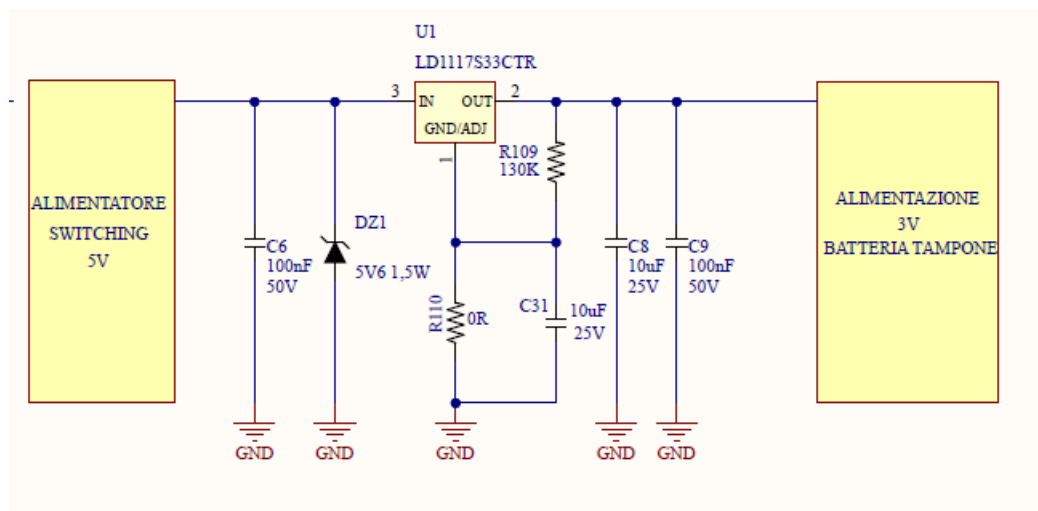 U1
LD1117S33CTR
3
IN
OUT
2
GND/ADJ
1
R109
130K
ALIMENTATORE
SWITCHING
5V
ALIMENTAZIONE
3V
BATTERIA TAMPONE
C6
100nF
50V
DZ1
5V6 1,5W
R110
0R
C31
10uF
25V
C8
10uF
25V
C9
100nF
50V
GND
GND
GND
GND
GND